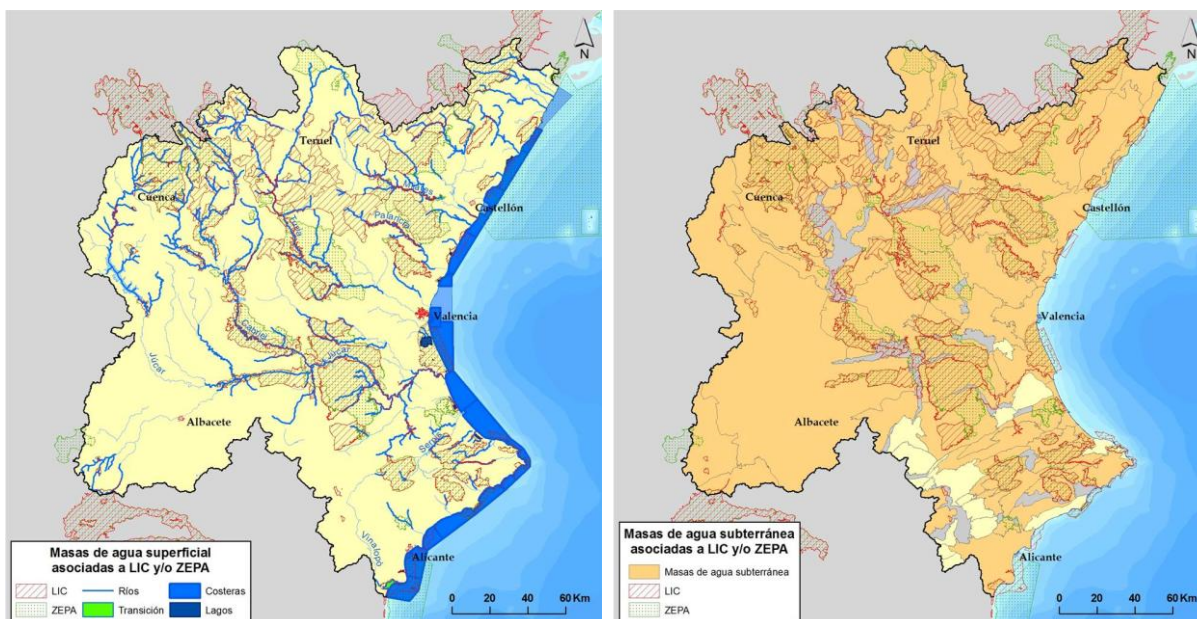 N
Teruel
Cuenca
Castellón
Palancia
Turia
Valencia
Cabriel
Júcar
Júcar
Albacete
Serpis
Vinalopó
Alicante
Masas de agua superficial
asociadas a LIC y/o ZEPA
LIC
Ríos
Costeras
ZEPA
Transición
Lagos
0 20 40 60 Km
N
Teruel
Cuenca
Castellón
Valencia
Albacete
Alicante
Masas de agua subterránea
asociadas a LIC y/o ZEPA
Masas de agua subterránea
LIC
ZEPA
0 20 40 60 Km